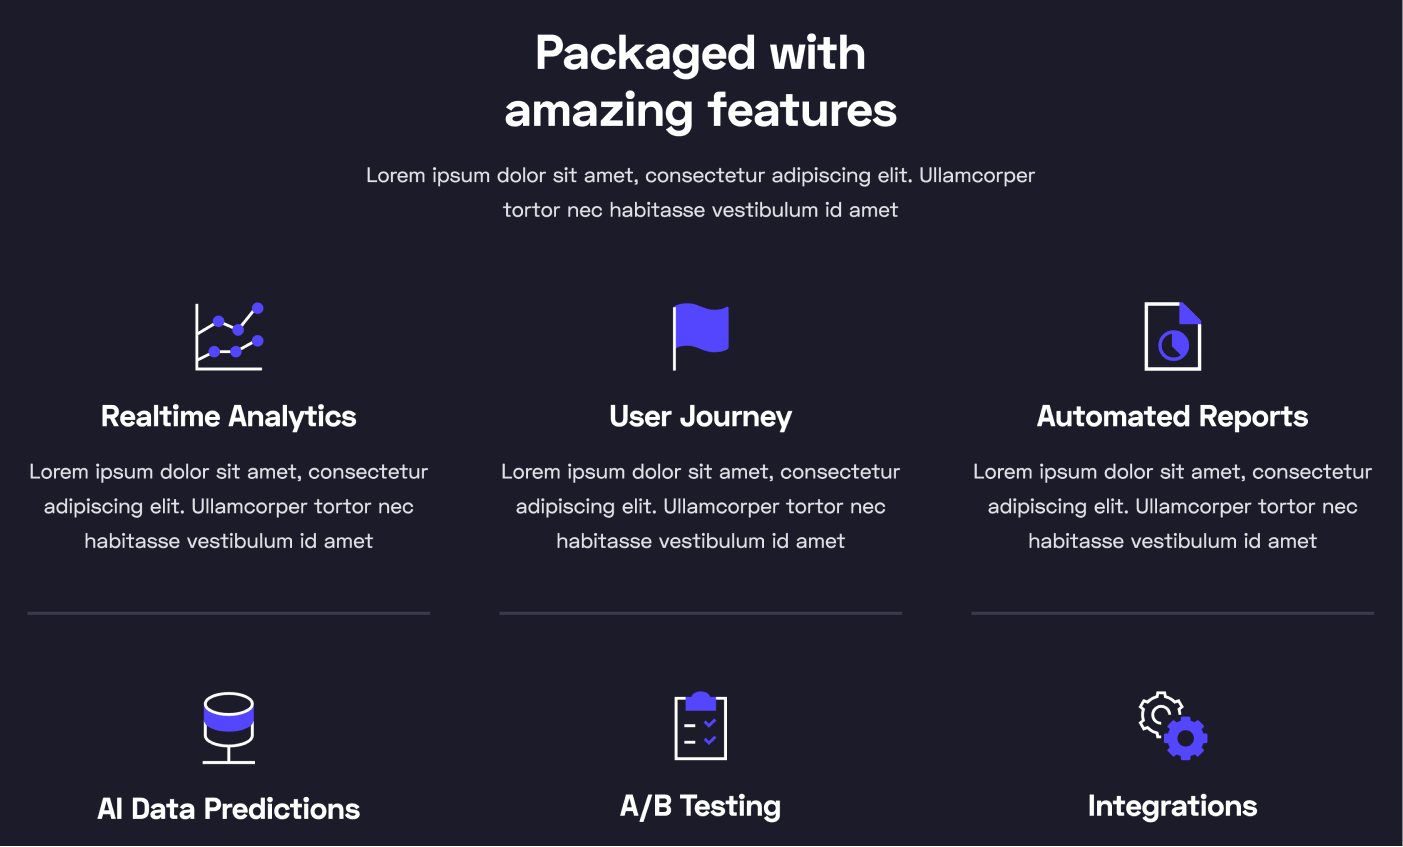 Packaged with
amazing features
Lorem ipsum dolor sit amet, consectetur adipiscing elit. Ullamcorper
tortor nec habitasse vestibulum id amet
Realtime Analytics
Lorem ipsum dolor sit amet, consectetur
adipiscing elit. Ullamcorper tortor nec
habitasse vestibulum id amet
User Journey
Lorem ipsum dolor sit amet, consectetur
adipiscing elit. Ullamcorper tortor nec
habitasse vestibulum id amet
Automated Reports
Lorem ipsum dolor sit amet, consectetur
adipiscing elit. Ullamcorper tortor nec
habitasse vestibulum id amet
AI Data Predictions
A/B Testing
Integrations